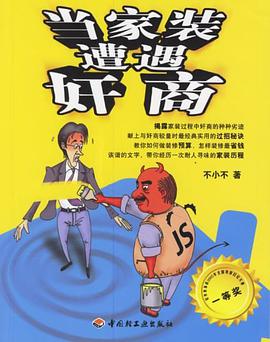 当家装
遭遇
奸商
揭露家装过程中奸商的种种劣迹
献上与奸商较量时最经典实用的过招秘诀
教你如何做装修预算,怎样装修最省钱
诙谐的文字,带你经历一次耐人寻味的家装历程
不小不 著
JS
一等奖
中国轻工业出版社